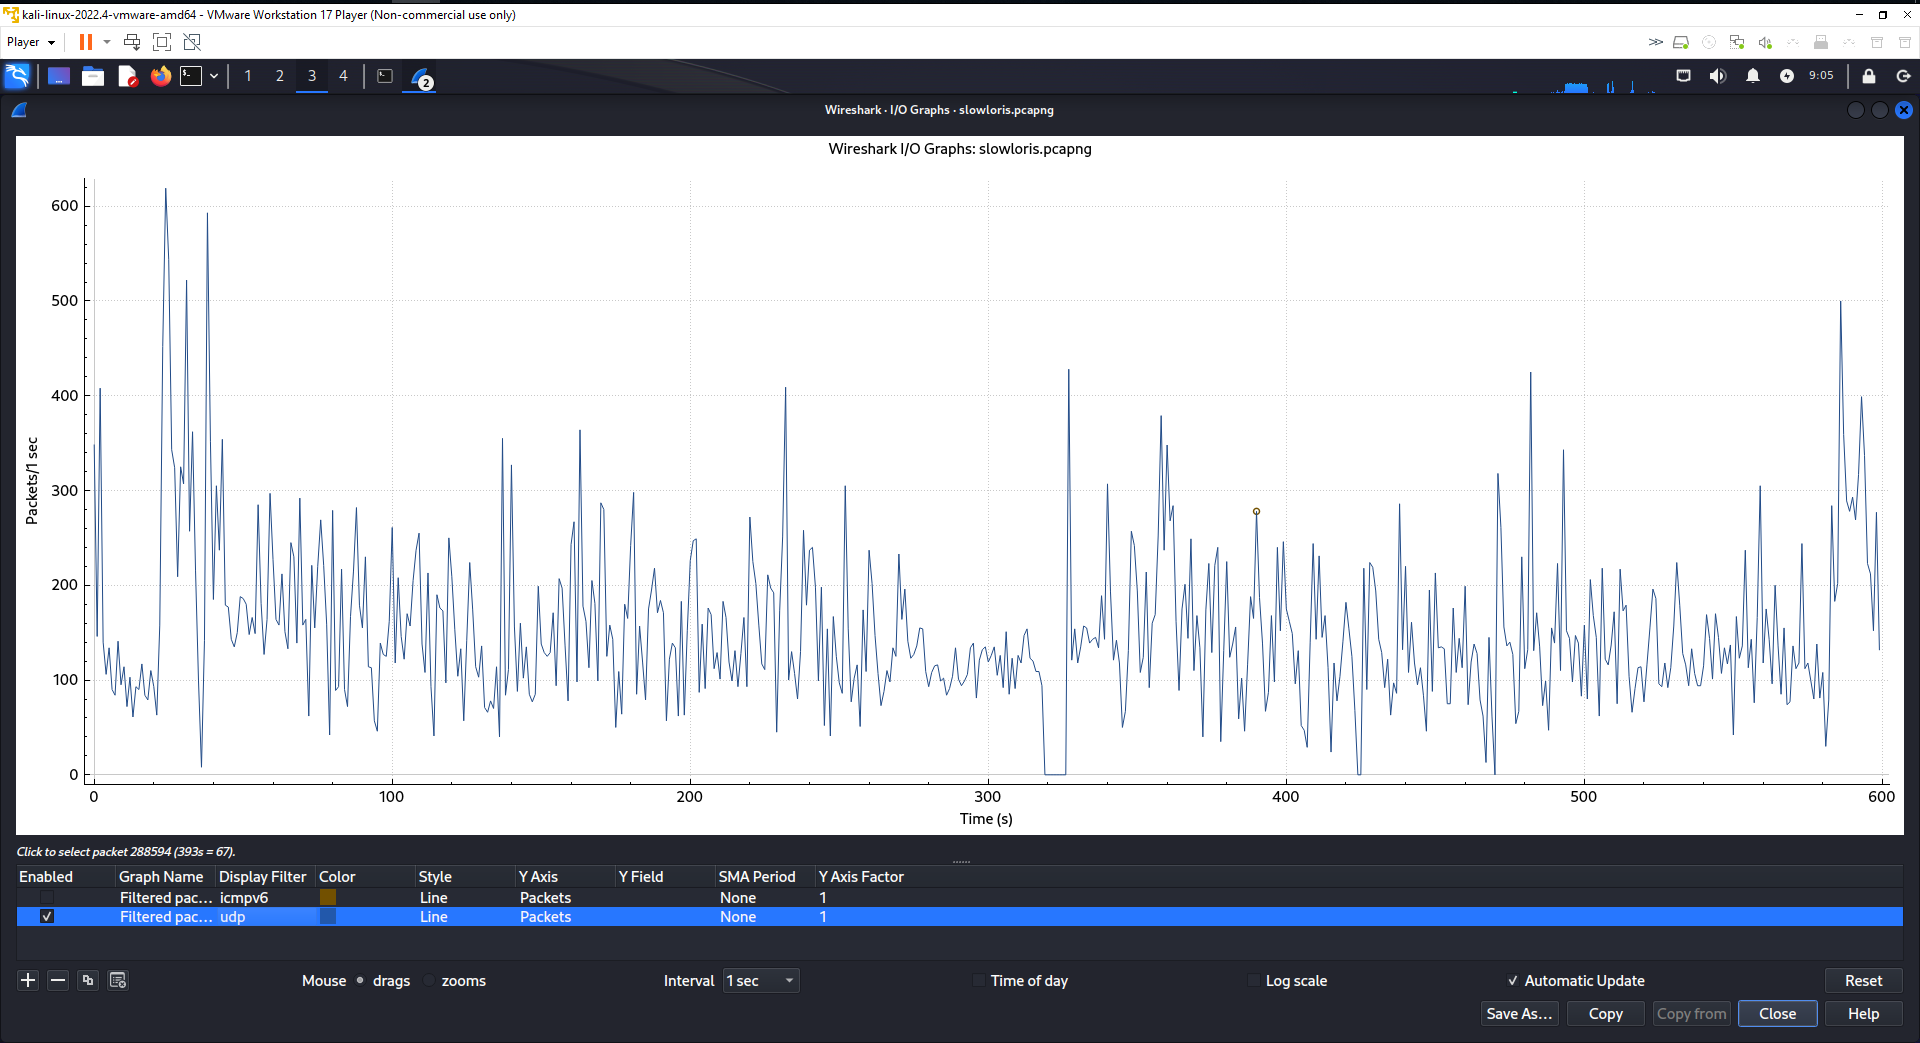 kali-linux-2022.4-vmware-amd64 - VMware Workstation 17 Player (Non-commercial use only)
Player
1 2 3 4 2 9:05
Wireshark · I/O Graphs · slowloris.pcapng
Wireshark I/O Graphs: slowloris.pcapng
Packets/1 sec
600
500
400
300
200
100
0
0 100 200 300 400 500 600
Time (s)
Click to select packet 288594 (393s = 67).
Enabled Graph Name Display Filter Color Style Y Axis Y Field SMA Period Y Axis Factor
Filtered pac... icmpv6 Line Packets None 1
Filtered pac... udp Line Packets None 1
Mouse drags zooms Interval 1 sec Time of day Log scale Automatic Update Reset
Save As... Copy Copy from Close Help